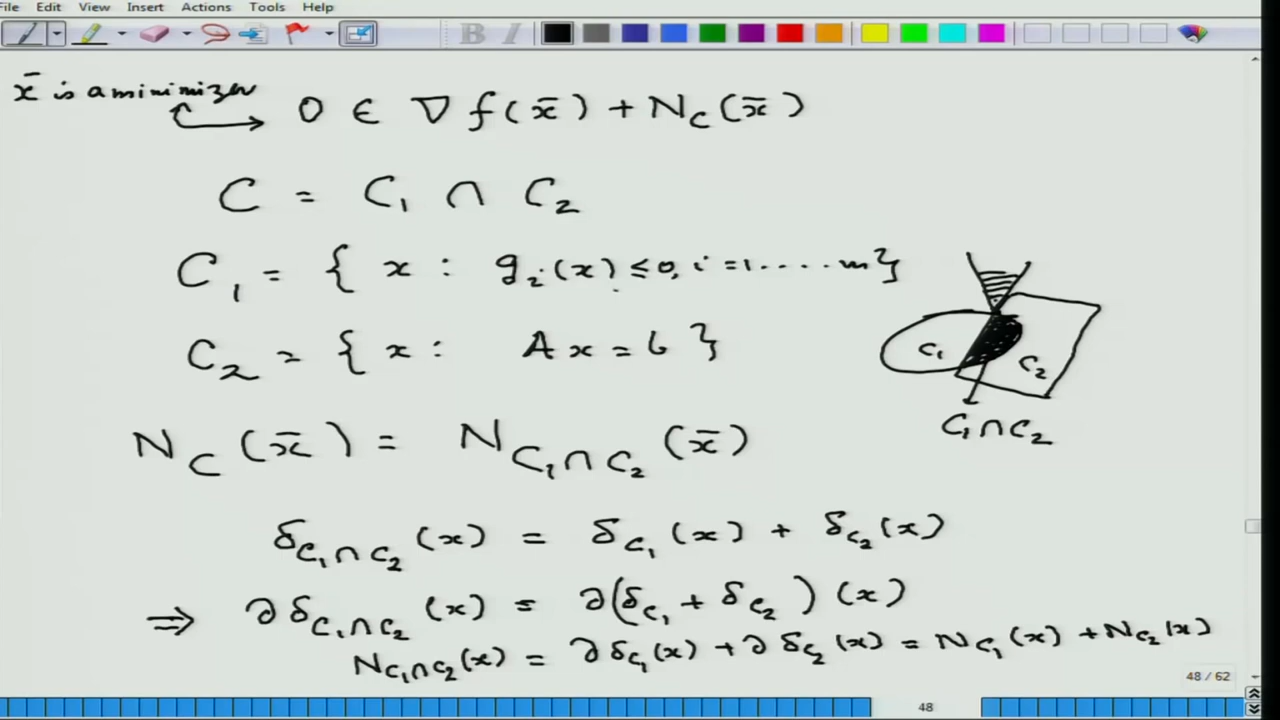 File Edit View Insert Actions Tools Help
B I
x̄ is a minimizer
0 ∈ ∇ f(x̄) + N_C(x̄)
C = C₁ ∩ C₂
C₁ = { x : gᵢ(x) ≤ 0, i = 1.....m }
C₂ = { x : Ax = b }
C₁
C₂
C₁ ∩ C₂
N_C (x̄) = N_{C₁ ∩ C₂} (x̄)
δ_{C₁ ∩ C₂} (x) = δ_{C₁} (x) + δ_{C₂} (x)
⇒ ∂δ_{C₁ ∩ C₂} (x) = ∂(δ_{C₁} + δ_{C₂}) (x)
N_{C₁ ∩ C₂}(x) = ∂δ_{C₁}(x) + ∂δ_{C₂}(x) = N_{C₁}(x) + N_{C₂}(x)
48 / 62
48